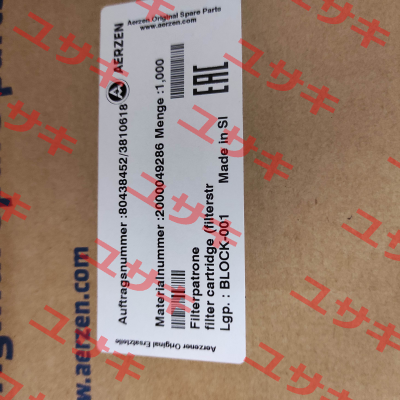 Aerzen Original Spare Parts
www.aerzen.com
AERZEN
EAC
Auftragsnummer :80438452/3810618
Materialnummer :2000049286 Menge :1,000
Filterpatrone
filter cartridge (filterstr
Lgp. : BLOCK-001 Made in SI
Aerzener Original Ersatzteile
www.aerzen.com
ユサキ
ユサキ
ユサキ
ユサキ
ユサキ